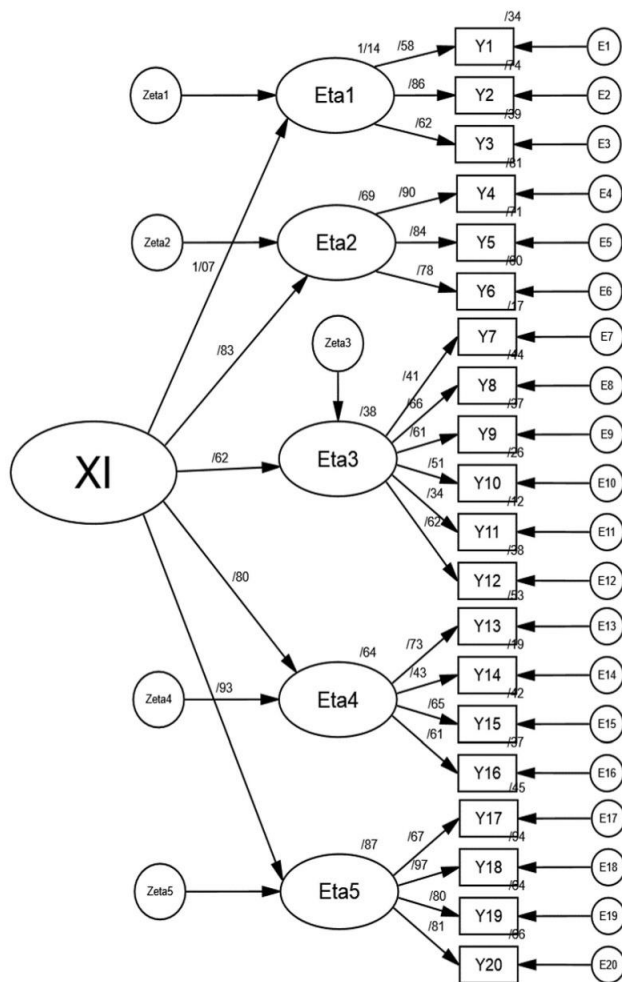 /34
1/14 /58 Y1 E1
/74
Zeta1 Eta1 /86 Y2 E2
/39
/62 Y3 E3
/81
/69 /90 Y4 E4
/71
Zeta2 Eta2 /84 Y5 E5
/60
1/07 /78 Y6 E6
/17
Zeta3 Y7 E7
/83 /44
/41 Y8 E8
/38 /66 /37
/61 Y9 E9
XI /62 Eta3 /26
/51 Y10 E10
/34 /12
/62 Y11 E11
/38
/80 Y12 E12
/53
/64 /73 Y13 E13
/19
/43 Y14 E14
Zeta4 /93 Eta4 /42
/65 Y15 E15
/61 /37
Y16 E16
/45
/87 /67 Y17 E17
/94
/97 Y18 E18
Zeta5 Eta5 /64
/80 Y19 E19
/81 /66
Y20 E20